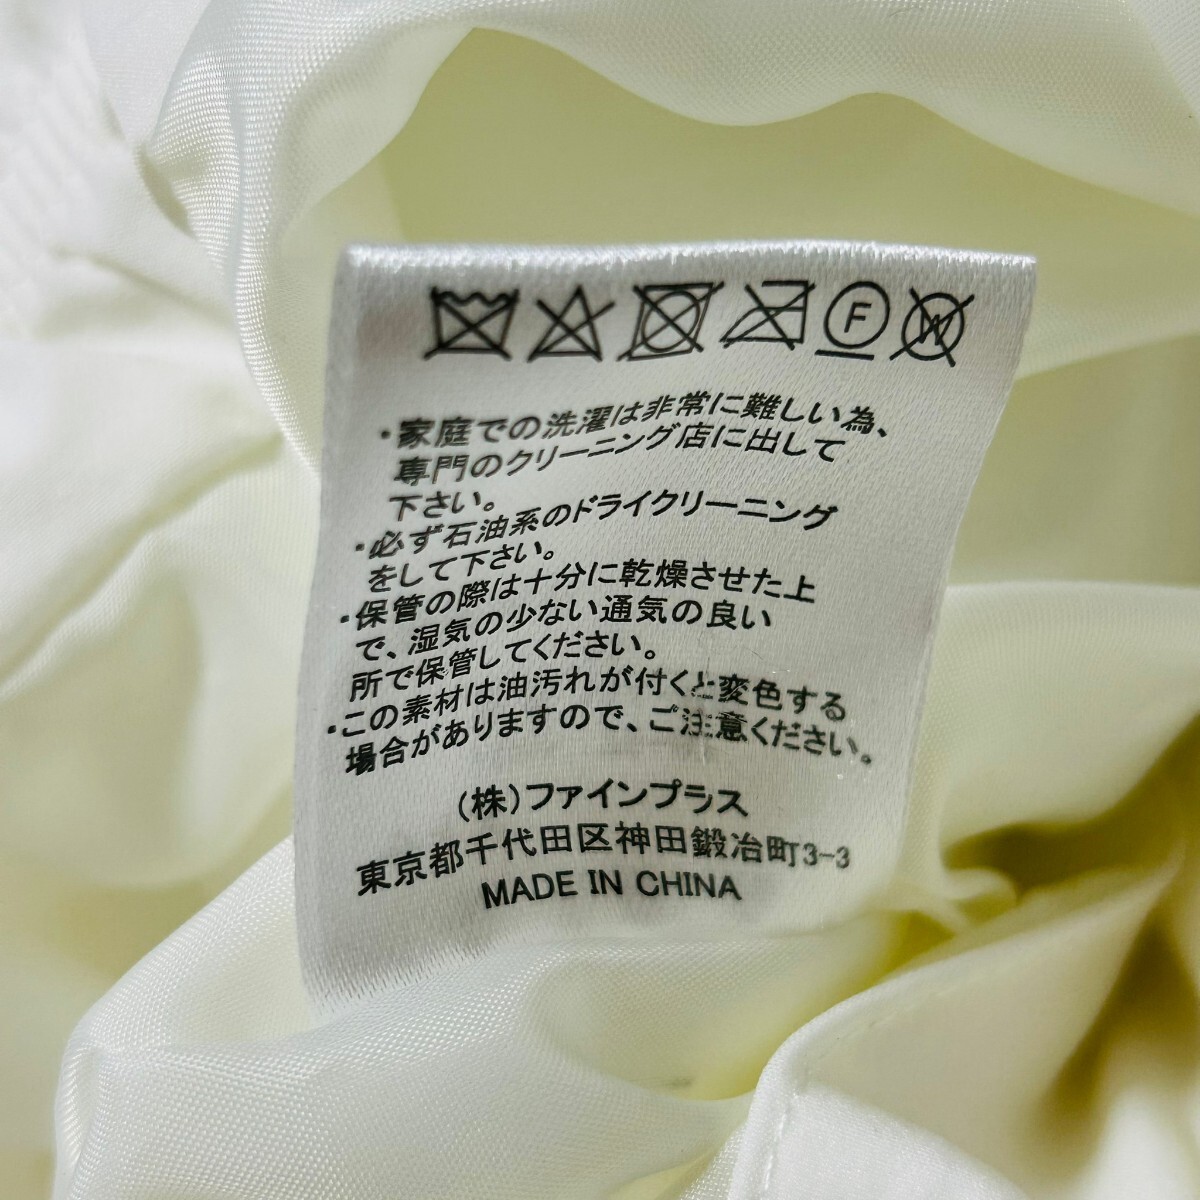 F W
・家庭での洗濯は非常に難しい為、
専門のクリーニング店に出して
下さい。
・必ず石油系のドライクリーニング
をして下さい。
・保管の際は十分に乾燥させた上
で、湿気の少ない通気の良い
所で保管してください。
・この素材は油汚れが付くと変色する
場合がありますので、ご注意ください。
(株)ファインプラス
東京都千代田区神田鍛冶町3-3
MADE IN CHINA